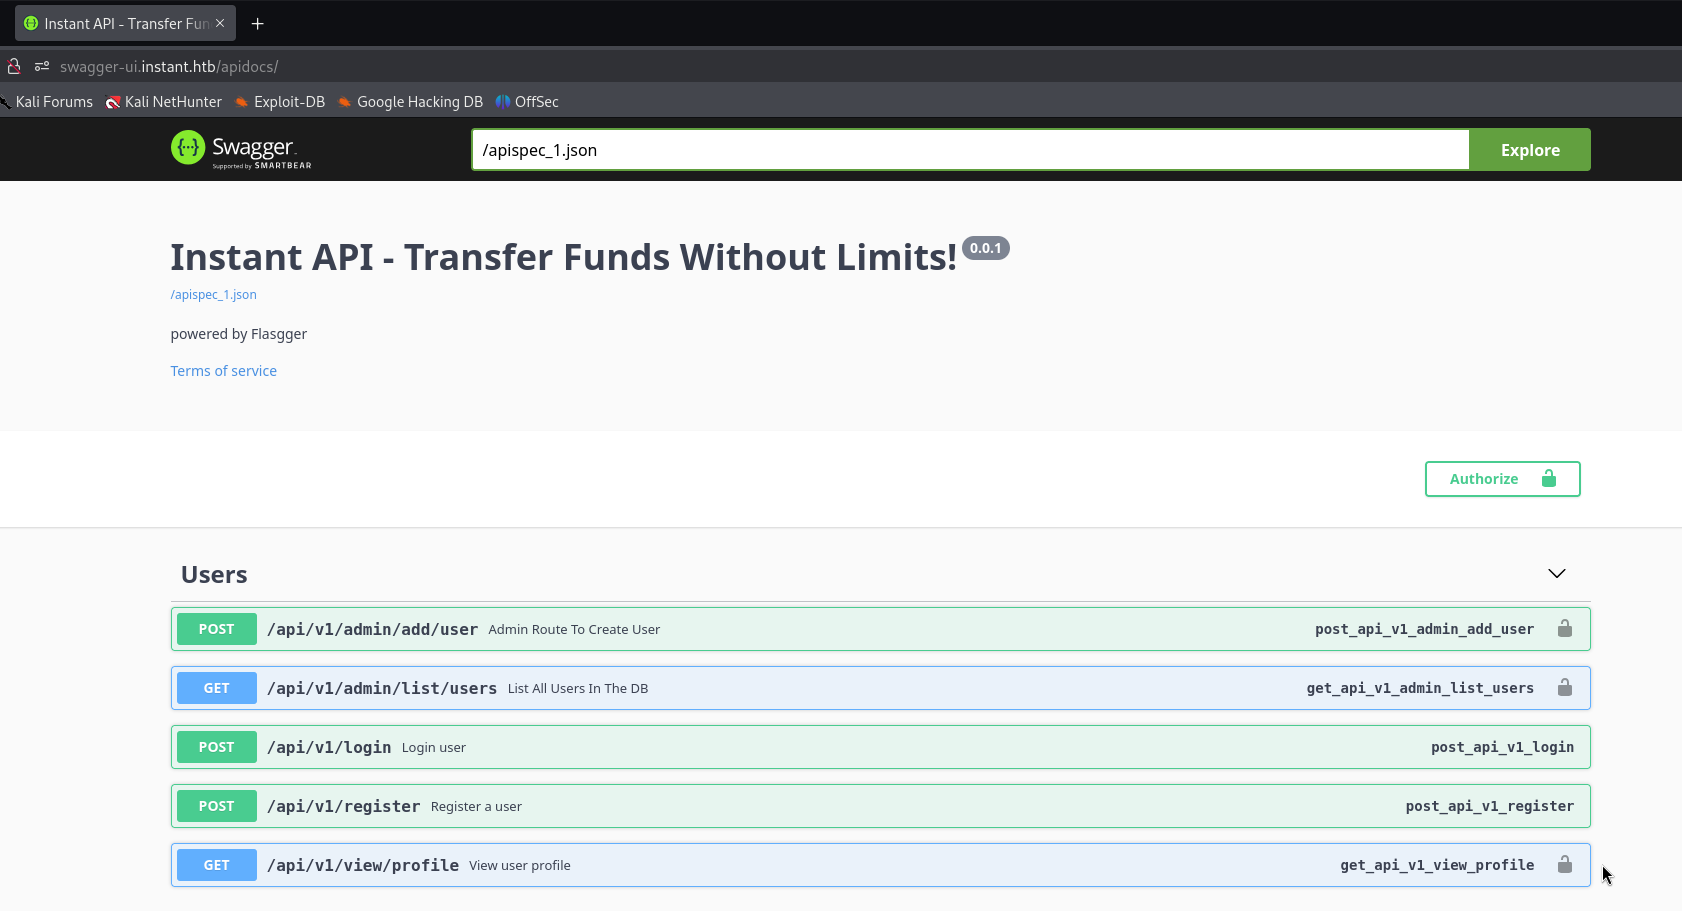 Instant API - Transfer Fun
swagger-ui.instant.htb/apidocs/
Kali Forums Kali NetHunter Exploit-DB Google Hacking DB OffSec
Swagger. /apispec_1.json Explore
Supported by SMARTBEAR
Instant API - Transfer Funds Without Limits! 0.0.1
/apispec_1.json
powered by Flasgger
Terms of service
Authorize
Users
POST /api/v1/admin/add/user Admin Route To Create User post_api_v1_admin_add_user
GET /api/v1/admin/list/users List All Users In The DB get_api_v1_admin_list_users
POST /api/v1/login Login user post_api_v1_login
POST /api/v1/register Register a user post_api_v1_register
GET /api/v1/view/profile View user profile get_api_v1_view_profile